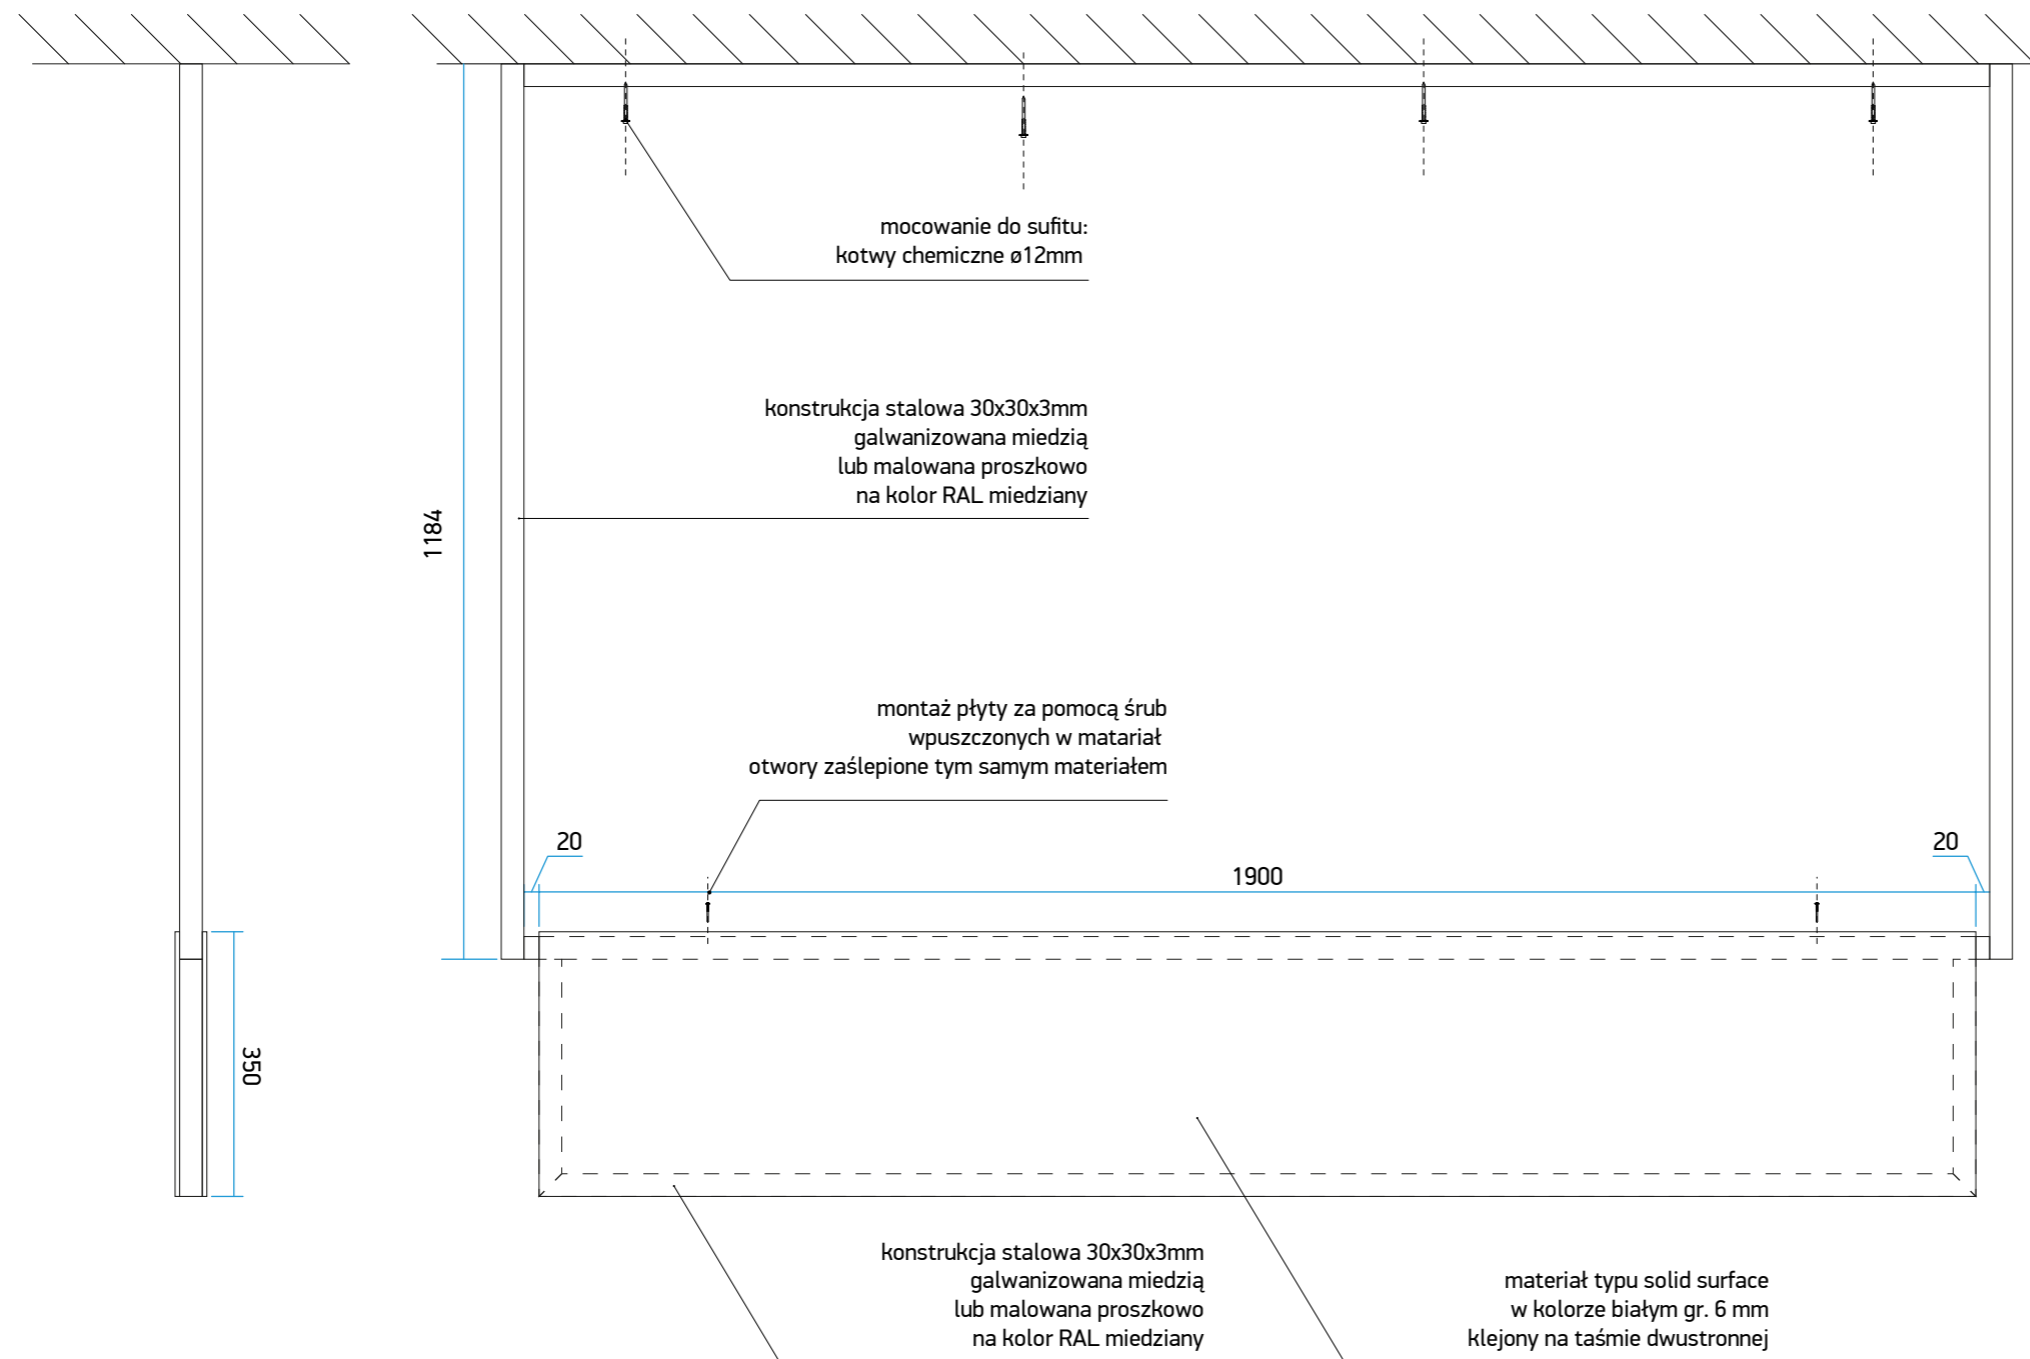 mocowanie do sufitu:
kotwy chemiczne ø12mm
konstrukcja stalowa 30x30x3mm
galwanizowana miedzią
lub malowana proszkowo
na kolor RAL miedziany
1184
montaż płyty za pomocą śrub
wpuszczonych w matariał
otwory zaślepione tym samym materiałem
20
1900
20
350
konstrukcja stalowa 30x30x3mm
galwanizowana miedzią
lub malowana proszkowo
na kolor RAL miedziany
materiał typu solid surface
w kolorze białym gr. 6 mm
klejony na taśmie dwustronnej